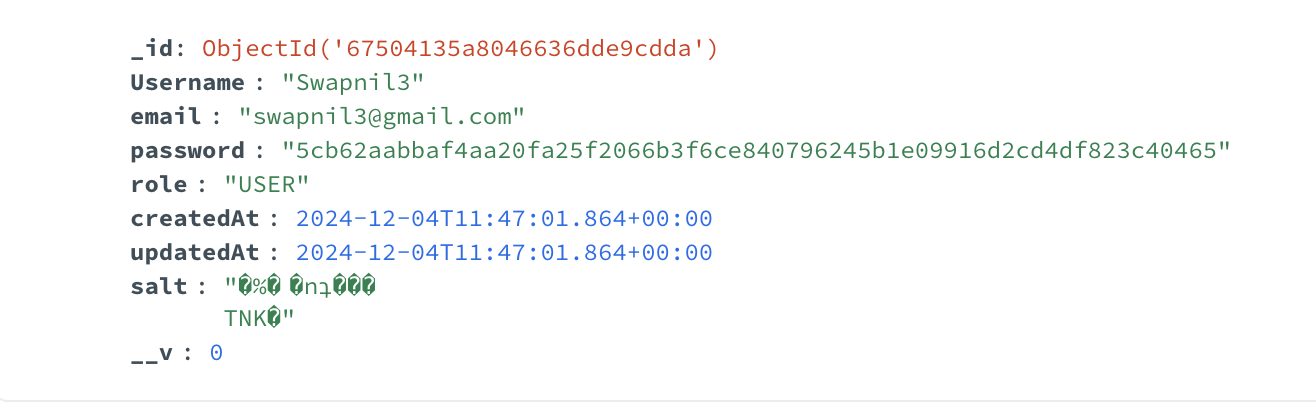 _id: ObjectId('67504135a8046636dde9cdda')
Username : "Swapnil3"
email : "swapnil3@gmail.com"
password : "5cb62aabbaf4aa20fa25f2066b3f6ce840796245b1e09916d2cd4df823c40465"
role : "USER"
createdAt : 2024-12-04T11:47:01.864+00:00
updatedAt : 2024-12-04T11:47:01.864+00:00
salt : "�%� �nʇ���
TNK�"
__v : 0